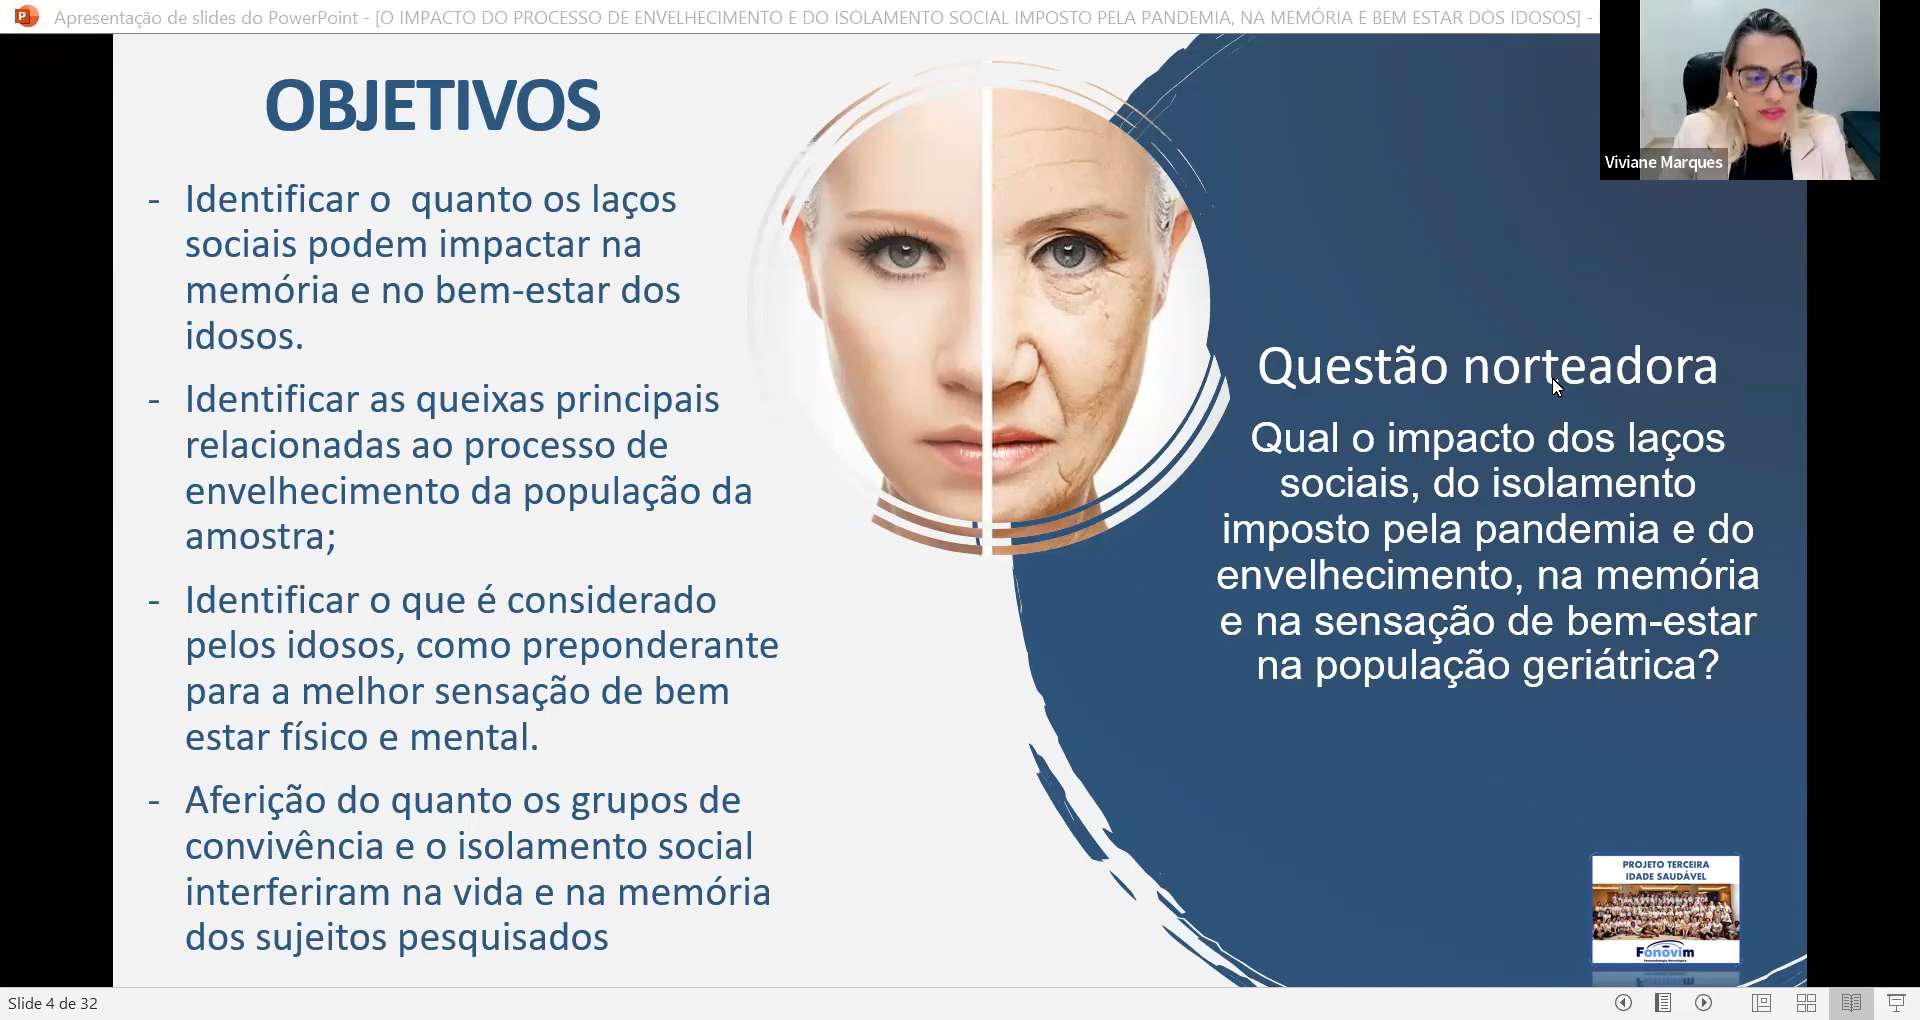 Apresentação de slides do PowerPoint - [O IMPACTO DO PROCESSO DE ENVELHECIMENTO E DO ISOLAMENTO SOCIAL IMPOSTO PELA PANDEMIA, NA MEMÓRIA E BEM ESTAR DOS IDOSOS] -
Viviane Marques
OBJETIVOS
- Identificar o quanto os laços
sociais podem impactar na
memória e no bem-estar dos
idosos.
- Identificar as queixas principais
relacionadas ao processo de
envelhecimento da população da
amostra;
- Identificar o que é considerado
pelos idosos, como preponderante
para a melhor sensação de bem
estar físico e mental.
- Aferição do quanto os grupos de
convivência e o isolamento social
interferiram na vida e na memória
dos sujeitos pesquisados
Questão norteadora
Qual o impacto dos laços
sociais, do isolamento
imposto pela pandemia e do
envelhecimento, na memória
e na sensação de bem-estar
na população geriátrica?
PROJETO TERCEIRA
IDADE SAUDÁVEL
Fonovim
Slide 4 de 32